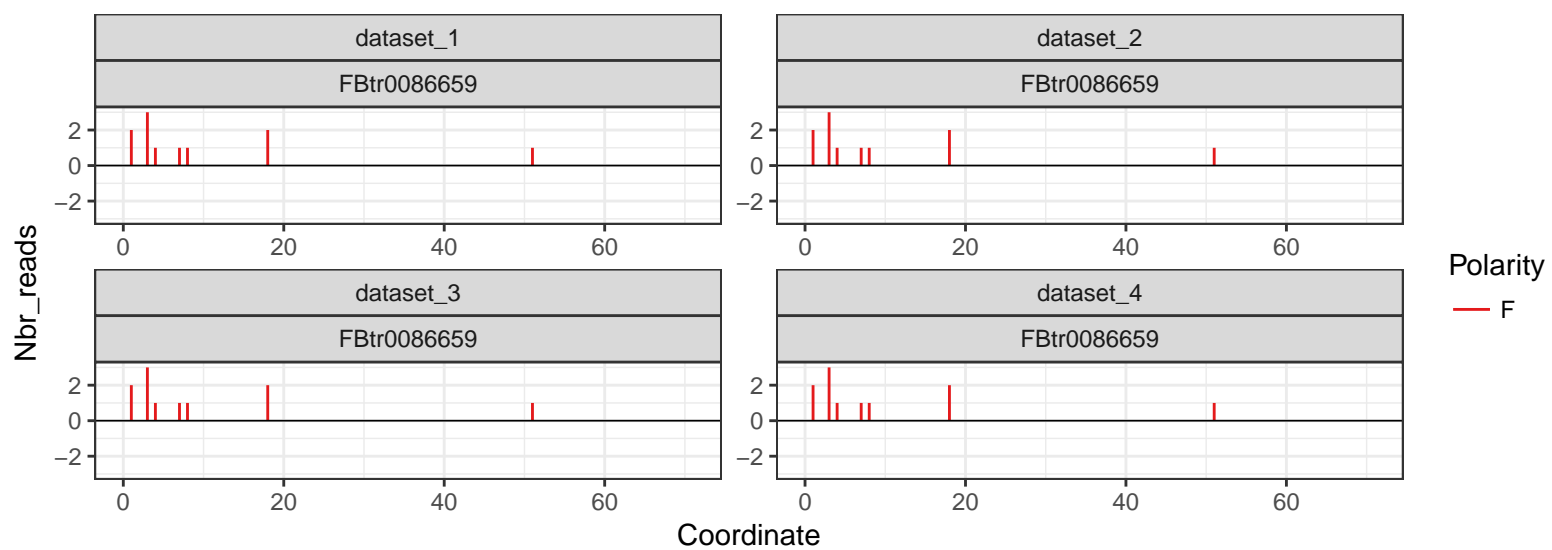 dataset_1
FBtr0086659
2
0
−2
0 20 40 60
dataset_2
FBtr0086659
2
0
−2
0 20 40 60
dataset_3
FBtr0086659
2
0
−2
0 20 40 60
dataset_4
FBtr0086659
2
0
−2
0 20 40 60
Nbr_reads
Coordinate
Polarity
F